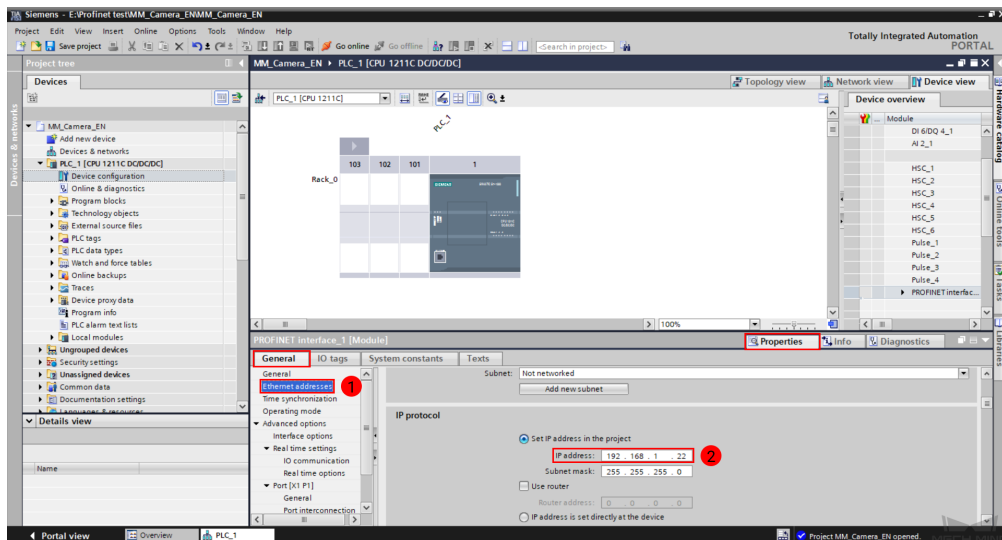 Siemens - E:\Profinet test\MM_Camera_EN\MM_Camera_EN
Project Edit View Insert Online Options Tools Window Help
Save project Go online Go offline <Search in project>
Totally Integrated Automation
PORTAL
Project tree
MM_Camera_EN PLC_1 [CPU 1211C DC/DC/DC]
Devices
Topology view Network view Device view
PLC_1 [CPU 1211C]
Device overview
Devices & networks
MM_Camera_EN
Add new device
Devices & Networks
PLC_1 [CPU 1211C DC/DC/DC]
Device configuration
Online & diagnostics
Program blocks
Technology objects
External source files
PLC tags
PLC data types
Watch and force tables
Online backups
Traces
Device proxy data
Program info
PLC alarm text lists
Local modules
Ungrouped devices
Security settings
Unassigned devices
Common data
Documentation settings
Languages & resources
Details view
Name
PLC_1
103 102 101 1
Rack_0
SIEMENS
100%
... Module
DI 6/DQ 4_1
AI 2_1
HSC_1
HSC_2
HSC_3
HSC_4
HSC_5
HSC_6
Pulse_1
Pulse_2
Pulse_3
Pulse_4
PROFINET interfac...
Hardware catalog
Online tools
Tasks
Libraries
PROFINET interface_1 [Module]
Properties Info Diagnostics
General IO tags System constants Texts
General
Ethernet addresses
1
Time synchronization
Operating mode
Advanced options
Interface options
Real time settings
IO communication
Real time options
Port [X1 P1]
General
Port interconnection
Subnet: Not networked
Add new subnet
IP protocol
Set IP address in the project
IP address: 192 . 168 . 1 . 22
2
Subnet mask: 255 . 255 . 255 . 0
Use router
Router address: 0 . 0 . 0 . 0
IP address is set directly at the device
Portal view Overview PLC_1
Project MM_Camera_EN opened.